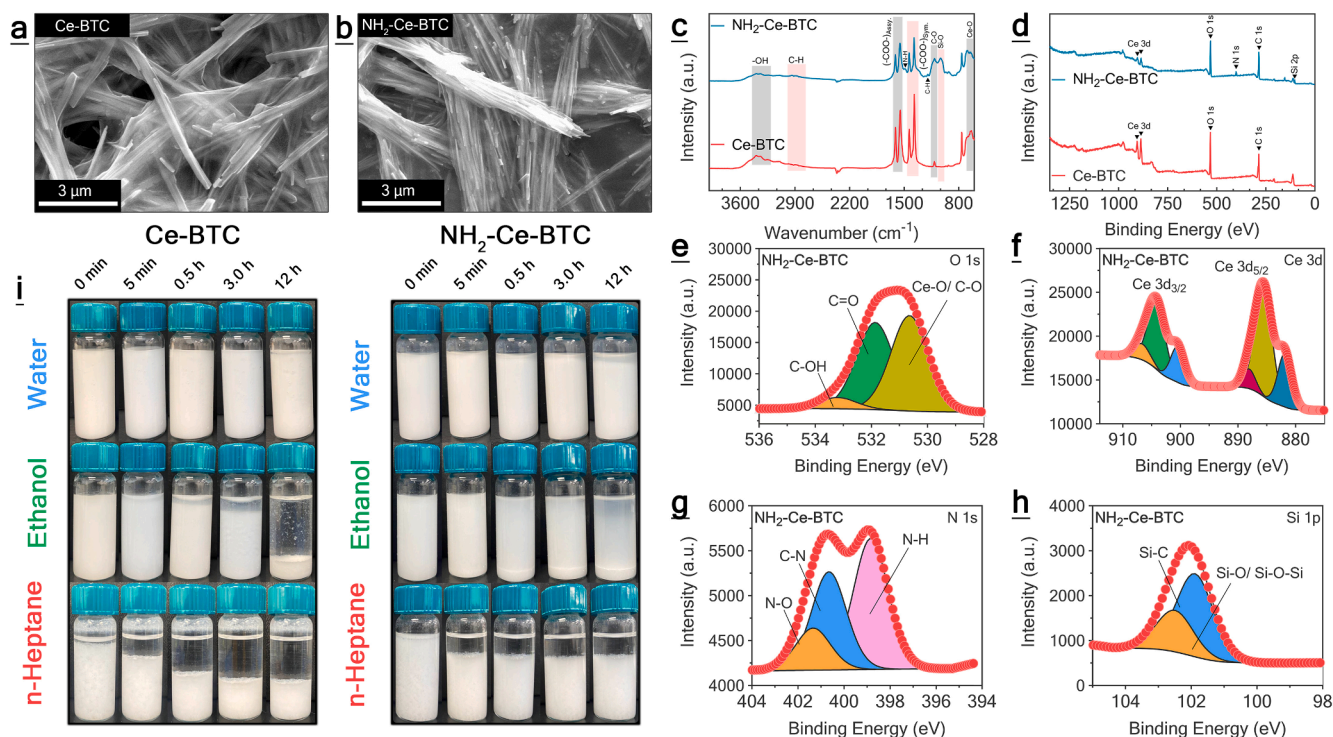 a
Ce-BTC
3 μm
b
NH2-Ce-BTC
3 μm
c
NH2-Ce-BTC
-OH
C-H
(-COO-)Assy.
N-H
(-COO-)Sym.
C-H
C-O
Si-O
Ce-O
Ce-BTC
Intensity (a.u.)
3600 2900 2200 1500 800
Wavenumber (cm-1)
d
Ce 3d
O 1s
N 1s
C 1s
Si 2p
NH2-Ce-BTC
Ce 3d
O 1s
C 1s
Ce-BTC
Intensity (a.u.)
1250 1000 750 500 250 0
Binding Energy (eV)
Ce-BTC
NH2-Ce-BTC
i
0 min 5 min 0.5 h 3.0 h 12 h
0 min 5 min 0.5 h 3.0 h 12 h
Water
Ethanol
n-Heptane
Water
Ethanol
n-Heptane
e
NH2-Ce-BTC
O 1s
C=O
Ce-O/ C-O
C-OH
Intensity (a.u.)
30000
25000
20000
15000
10000
5000
0
536 534 532 530 528
Binding Energy (eV)
f
NH2-Ce-BTC
Ce 3d
Ce 3d5/2
Ce 3d3/2
Intensity (a.u.)
30000
25000
20000
15000
10000
910 900 890 880
Binding Energy (eV)
g
NH2-Ce-BTC
N 1s
N-H
C-N
N-O
Intensity (a.u.)
6000
5500
5000
4500
4000
404 402 400 398 396 394
Binding Energy (eV)
h
NH2-Ce-BTC
Si 1p
Si-C
Si-O/ Si-O-Si
Intensity (a.u.)
4000
3000
2000
1000
0
104 102 100 98
Binding Energy (eV)